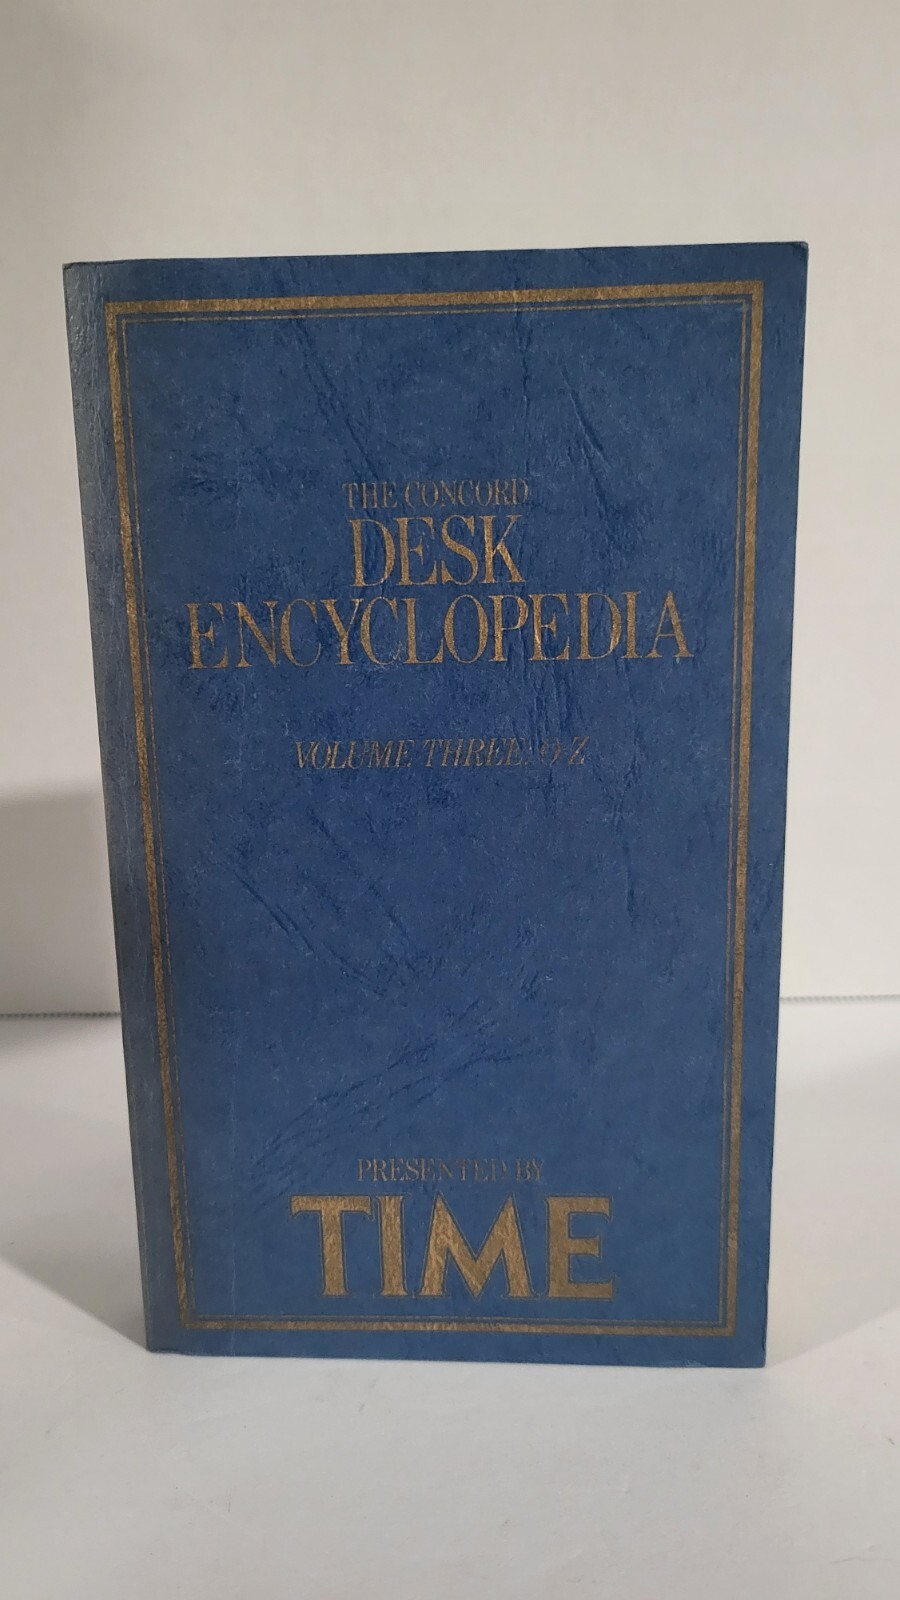 THE CONCORD
DESK
ENCYCLOPEDIA
VOLUME THREE: O-Z
PRESENTED BY
TIME